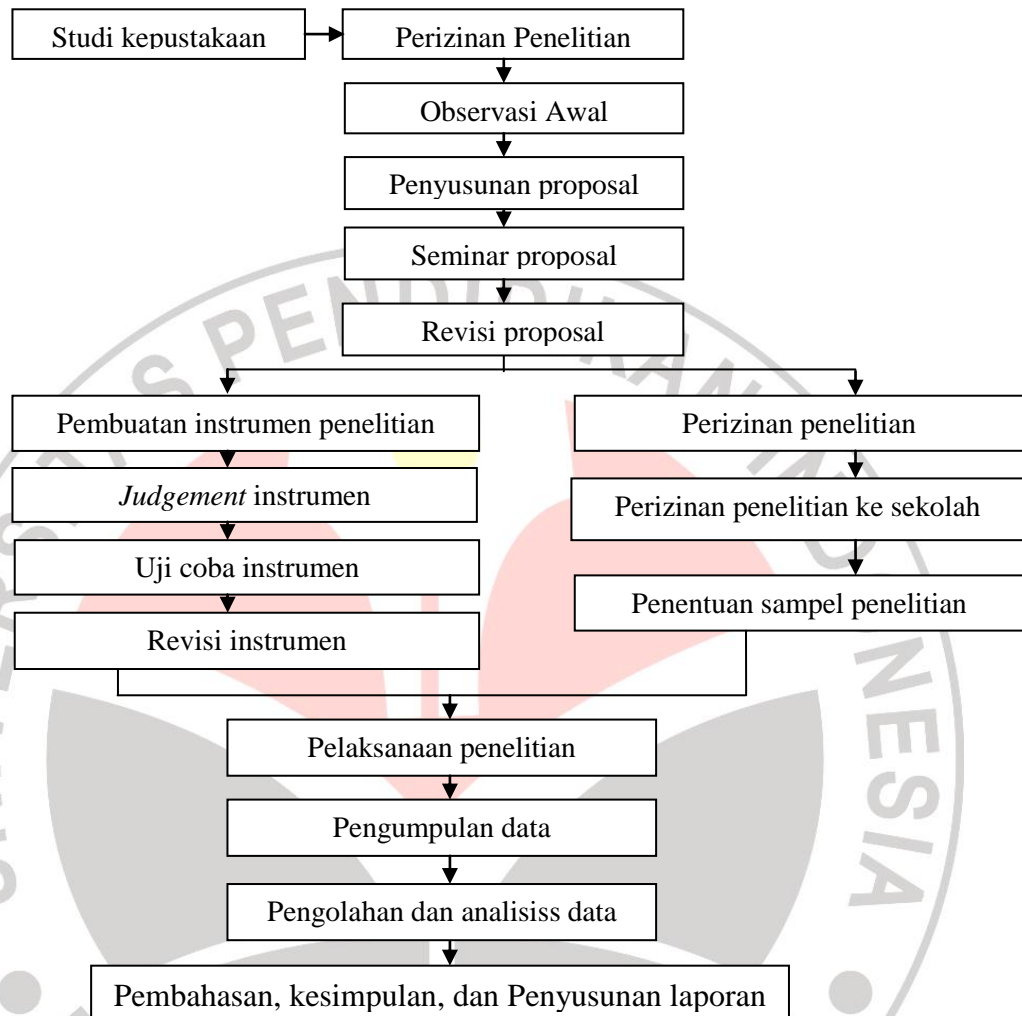 Studi kepustakaan
Perizinan Penelitian
Observasi Awal
Penyusunan proposal
Seminar proposal
Revisi proposal
Pembuatan instrumen penelitian
Perizinan penelitian
Judgement instrumen
Perizinan penelitian ke sekolah
Uji coba instrumen
Penentuan sampel penelitian
Revisi instrumen
Pelaksanaan penelitian
Pengumpulan data
Pengolahan dan analisiss data
Pembahasan, kesimpulan, dan Penyusunan laporan
PENDIDIKAN